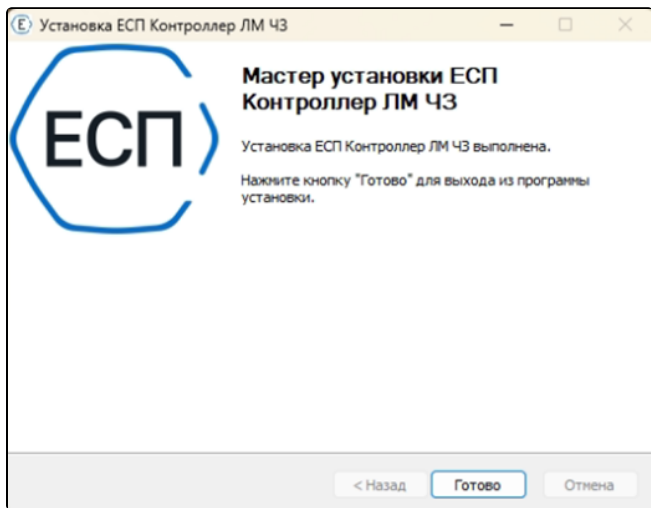 Установка ЕСП Контроллер ЛМ ЧЗ
ЕСП
Мастер установки ЕСП
Контроллер ЛМ ЧЗ
Установка ЕСП Контроллер ЛМ ЧЗ выполнена.
Нажмите кнопку "Готово" для выхода из программы
установки.
< Назад
Готово
Отмена